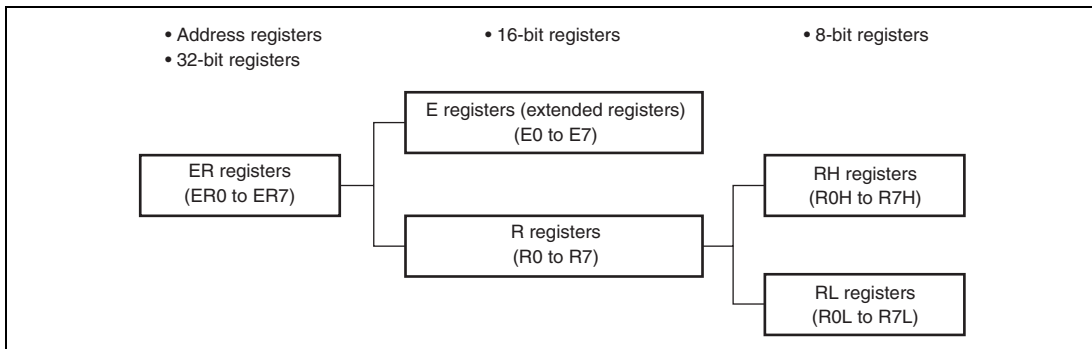 • Address registers
• 32-bit registers
• 16-bit registers
• 8-bit registers
E registers (extended registers)
(E0 to E7)
ER registers
(ER0 to ER7)
RH registers
(R0H to R7H)
R registers
(R0 to R7)
RL registers
(R0L to R7L)